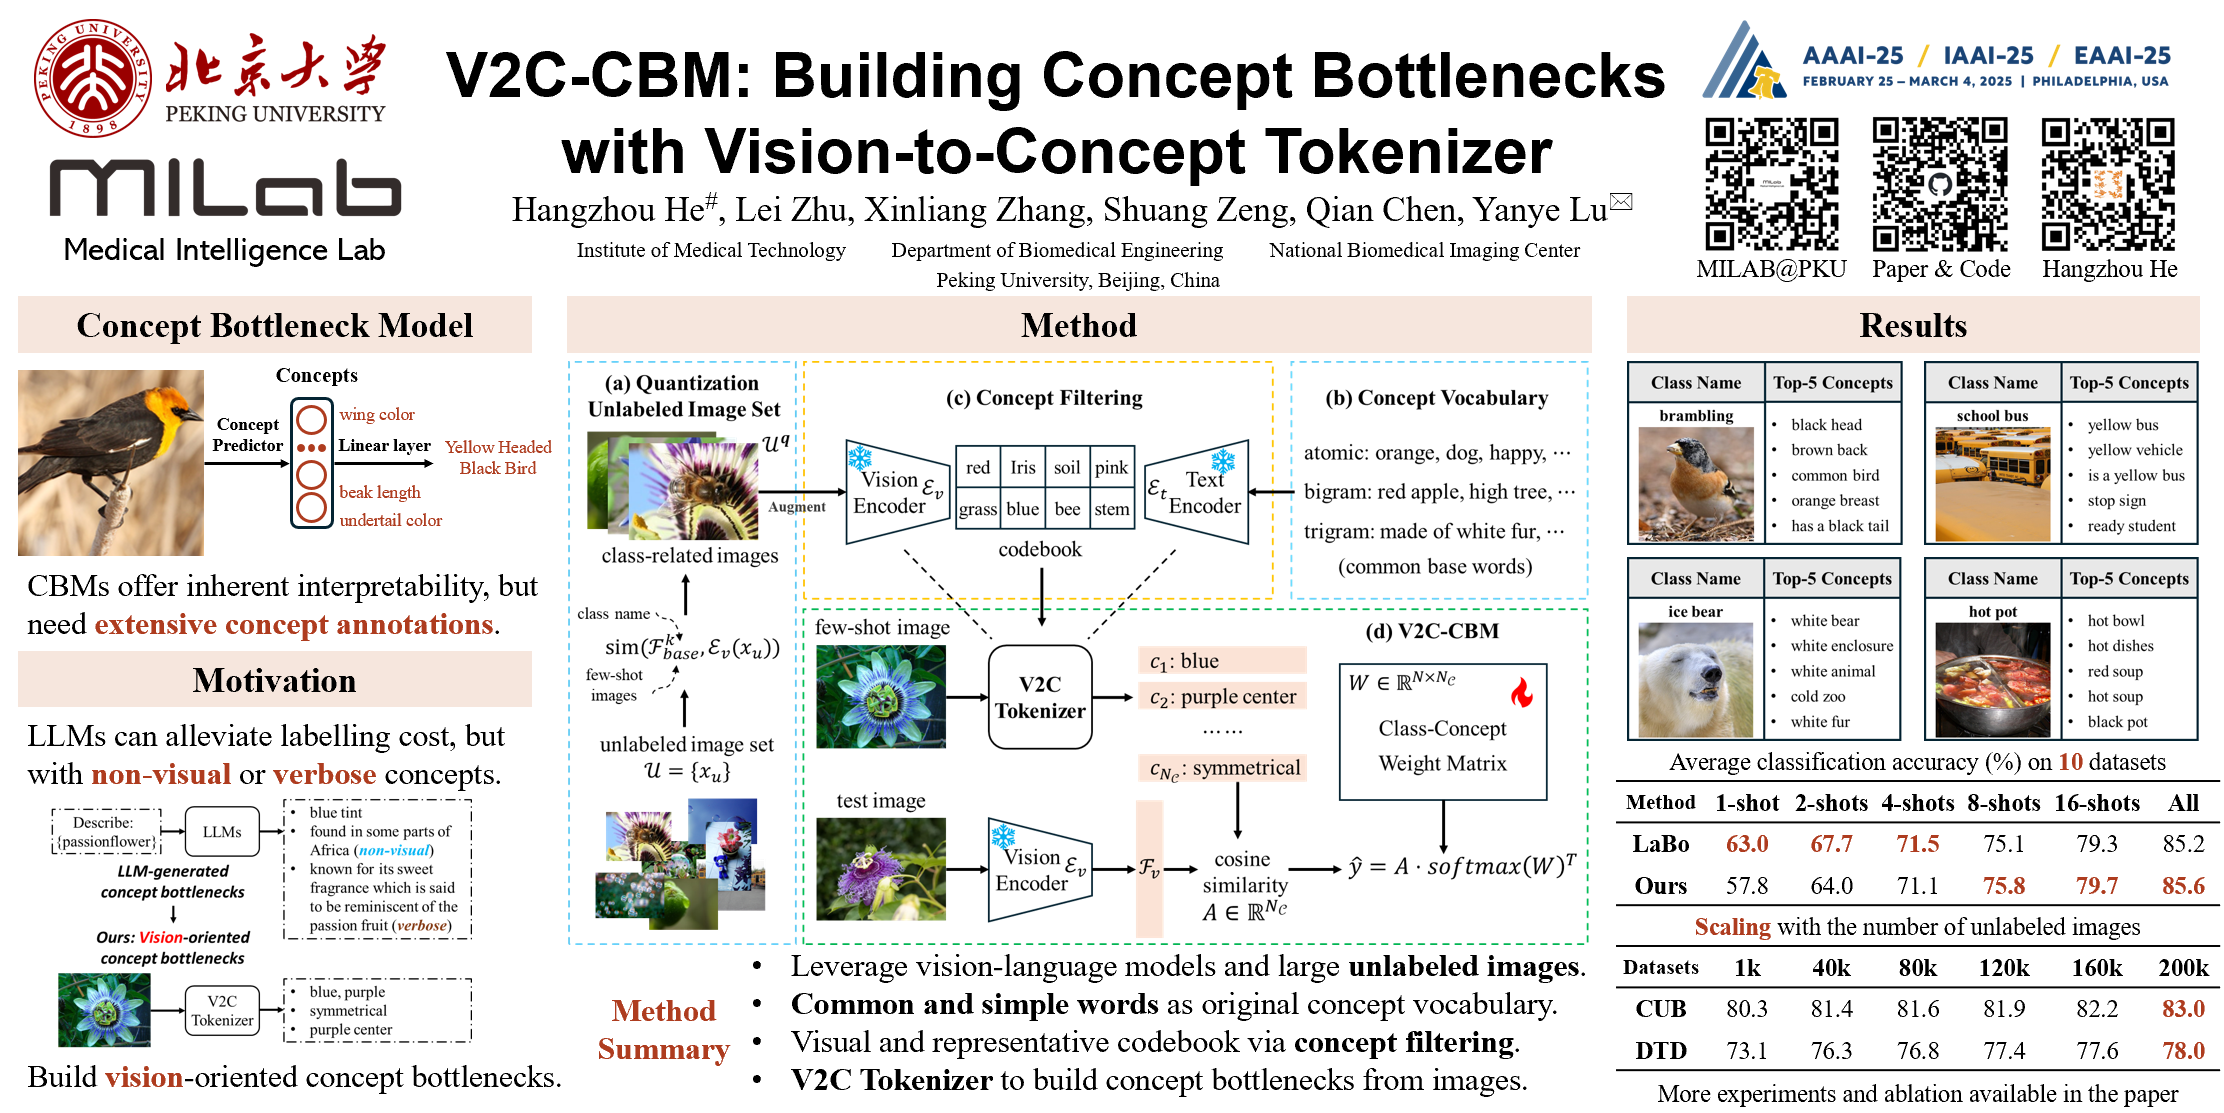 PEKING UNIVERSITY
1898
北京大学
PEKING UNIVERSITY
MILab
Medical Intelligence Lab
V2C-CBM: Building Concept Bottlenecks
with Vision-to-Concept Tokenizer
Hangzhou He#, Lei Zhu, Xinliang Zhang, Shuang Zeng, Qian Chen, Yanye Lu✉
Institute of Medical Technology Department of Biomedical Engineering National Biomedical Imaging Center
Peking University, Beijing, China
AAAI-25 / IAAI-25 / EAAI-25
FEBRUARY 25 – MARCH 4, 2025 | PHILADELPHIA, USA
MILAB@PKU Paper & Code Hangzhou He
Concept Bottleneck Model
Concepts
Concept
Predictor
wing color
Linear layer
beak length
undertail color
Yellow Headed
Black Bird
CBMs offer inherent interpretability, but
need extensive concept annotations.
Motivation
LLMs can alleviate labelling cost, but
with non-visual or verbose concepts.
Describe:
{passionflower}
LLMs
• blue tint
• found in some parts of
Africa (non-visual)
• known for its sweet
fragrance which is said
to be reminiscent of the
passion fruit (verbose)
LLM-generated
concept bottlenecks
Ours: Vision-oriented
concept bottlenecks
V2C
Tokenizer
• blue, purple
• symmetrical
• purple center
Build vision-oriented concept bottlenecks.
Method
(a) Quantization
Unlabeled Image Set
𝒰^q
class-related images
class name
sim(ℱ^k_base, ℰ_v(x_u))
few-shot
images
unlabeled image set
𝒰 = {x_u}
Augment
(c) Concept Filtering
Vision
Encoder ℰ_v
red Iris soil pink
grass blue bee stem
codebook
ℰ_t Text
Encoder
(b) Concept Vocabulary
atomic: orange, dog, happy, ···
bigram: red apple, high tree, ···
trigram: made of white fur, ···
(common base words)
few-shot image
V2C
Tokenizer
c_1: blue
c_2: purple center
……
c_{N_𝒞}: symmetrical
(d) V2C-CBM
W ∈ ℝ^{N×N_𝒞}
Class-Concept
Weight Matrix
test image
Vision
Encoder ℰ_v
ℱ_v
cosine
similarity
A ∈ ℝ^{N_𝒞}
ŷ = A · softmax(W)^T
Method
Summary
• Leverage vision-language models and large unlabeled images.
• Common and simple words as original concept vocabulary.
• Visual and representative codebook via concept filtering.
• V2C Tokenizer to build concept bottlenecks from images.
Results
Class Name Top-5 Concepts
brambling
• black head
• brown back
• common bird
• orange breast
• has a black tail
Class Name Top-5 Concepts
school bus
• yellow bus
• yellow vehicle
• is a yellow bus
• stop sign
• ready student
Class Name Top-5 Concepts
ice bear
• white bear
• white enclosure
• white animal
• cold zoo
• white fur
Class Name Top-5 Concepts
hot pot
• hot bowl
• hot dishes
• red soup
• hot soup
• black pot
Average classification accuracy (%) on 10 datasets
Method 1-shot 2-shots 4-shots 8-shots 16-shots All
LaBo 63.0 67.7 71.5 75.1 79.3 85.2
Ours 57.8 64.0 71.1 75.8 79.7 85.6
Scaling with the number of unlabeled images
Datasets 1k 40k 80k 120k 160k 200k
CUB 80.3 81.4 81.6 81.9 82.2 83.0
DTD 73.1 76.3 76.8 77.4 77.6 78.0
More experiments and ablation available in the paper